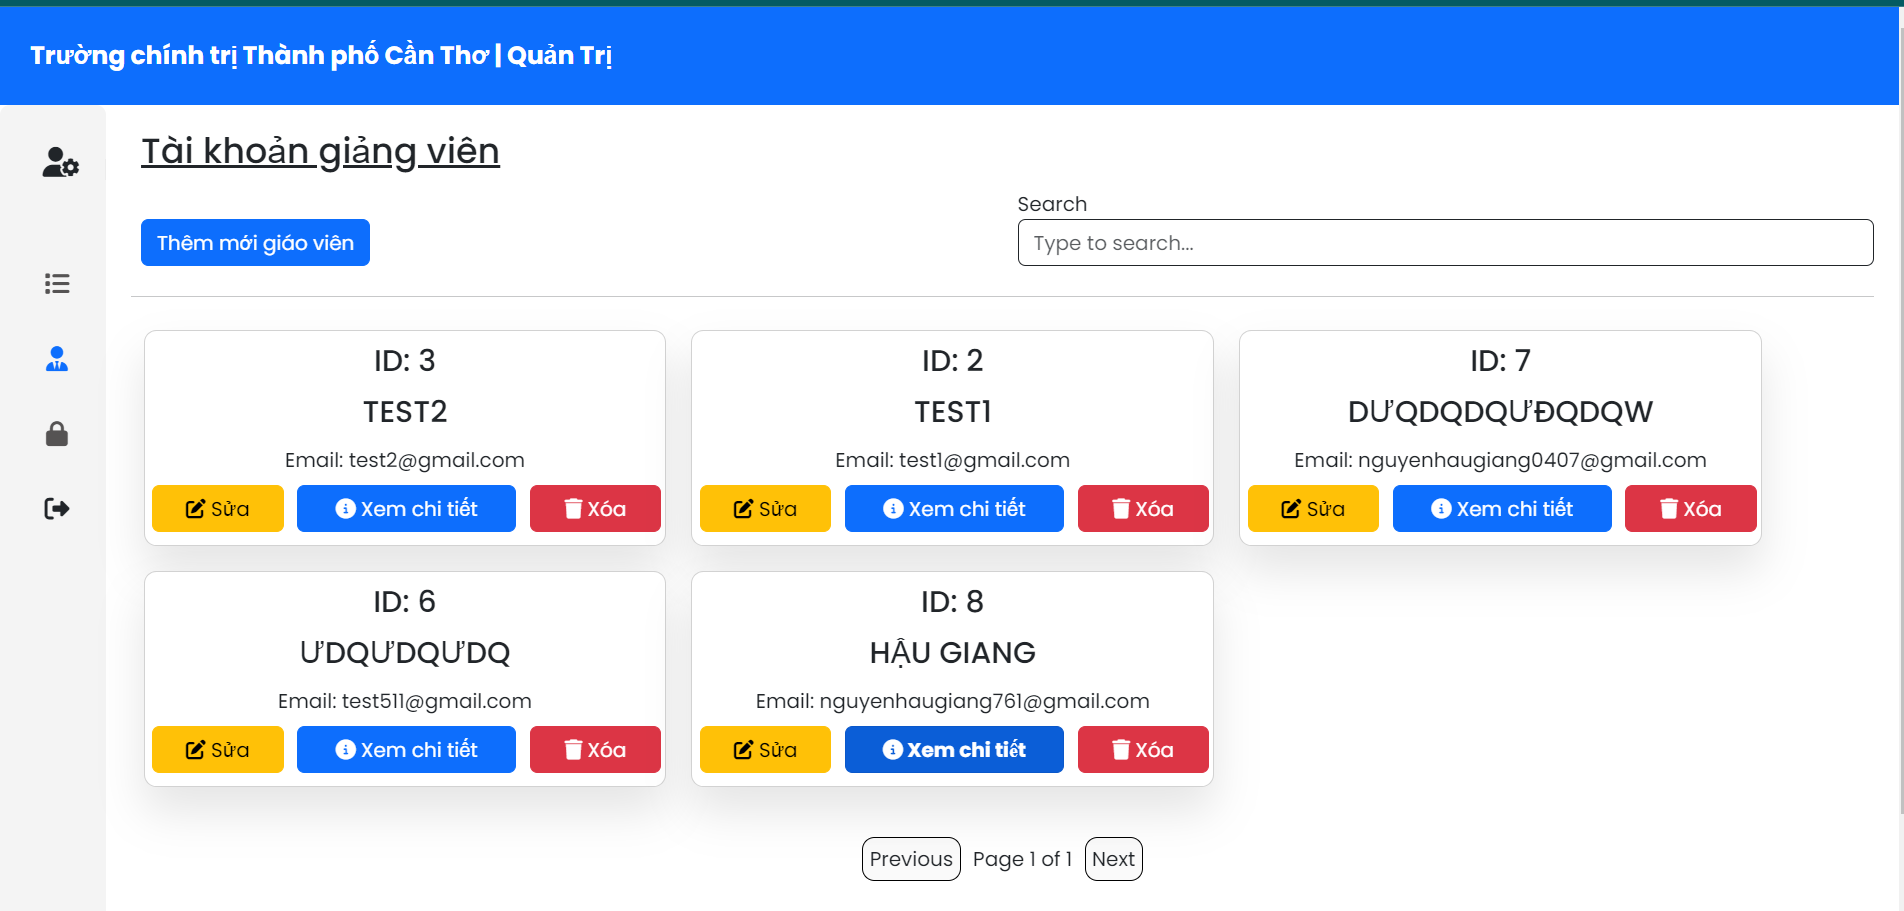 Trường chính trị Thành phố Cần Thơ | Quản Trị
Tài khoản giảng viên
Search
Thêm mới giáo viên
Type to search...
ID: 3
TEST2
Email: test2@gmail.com
Sửa Xem chi tiết Xóa
ID: 2
TEST1
Email: test1@gmail.com
Sửa Xem chi tiết Xóa
ID: 7
DƯQDQDQƯĐQDQW
Email: nguyenhaugiang0407@gmail.com
Sửa Xem chi tiết Xóa
ID: 6
ƯDQƯDQƯDQ
Email: test511@gmail.com
Sửa Xem chi tiết Xóa
ID: 8
HẬU GIANG
Email: nguyenhaugiang761@gmail.com
Sửa Xem chi tiết Xóa
Previous Page 1 of 1 Next